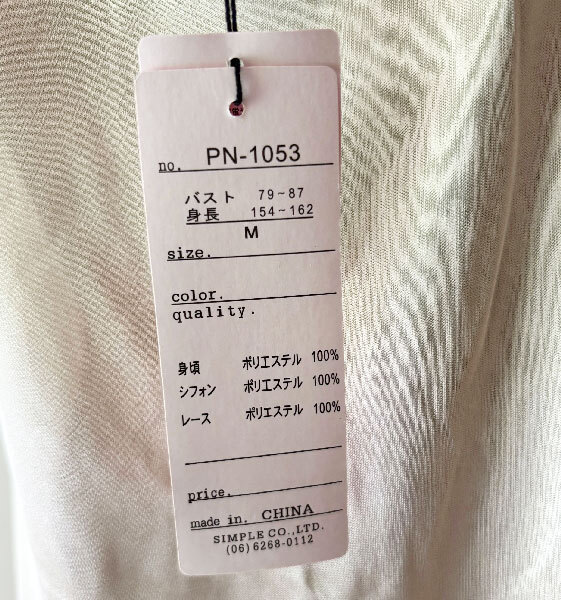 no. PN-1053
バスト 79~87
身長 154~162
M
size.
color.
quality.
身頃 ポリエステル 100%
シフォン ポリエステル 100%
レース ポリエステル 100%
price.
made in. CHINA
SIMPLE CO.,LTD.
(06) 6268-0112